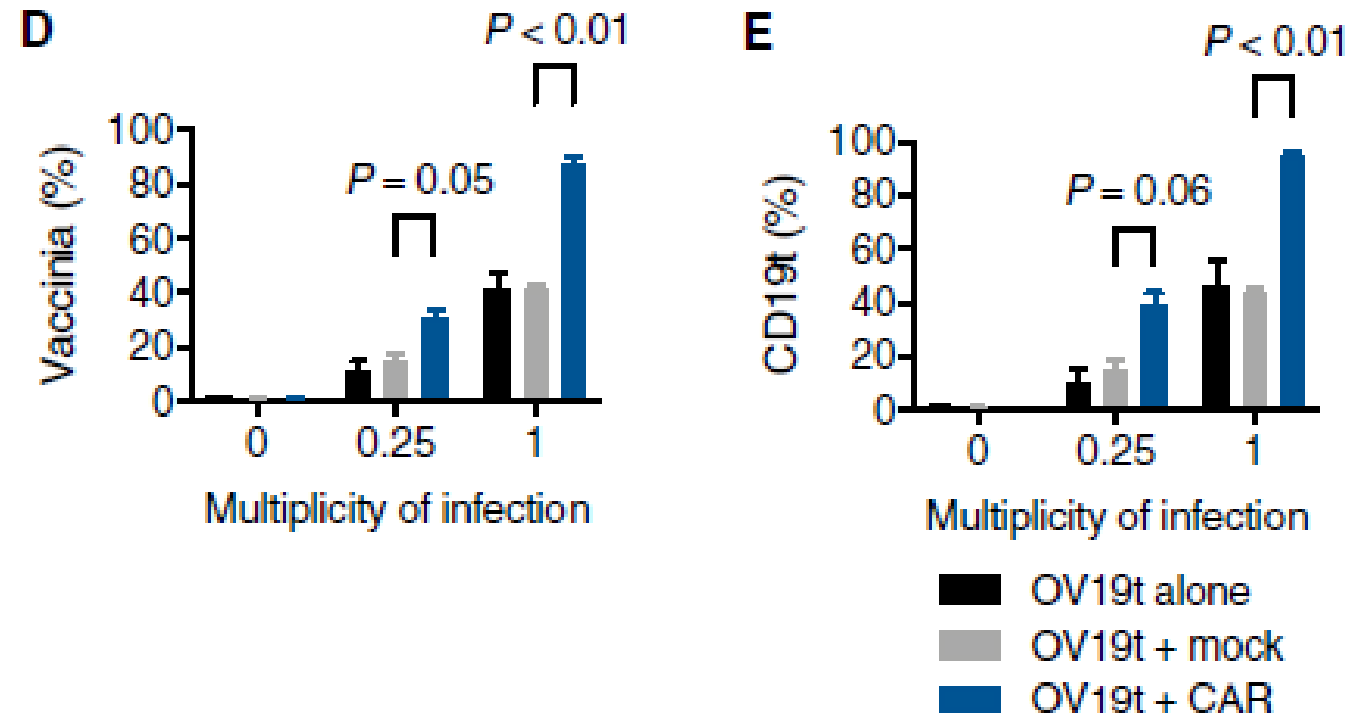 D
P < 0.01
P = 0.05
Vaccinia (%)
100
80
60
40
20
0
0 0.25 1
Multiplicity of infection
E
P < 0.01
P = 0.06
CD19t (%)
100
80
60
40
20
0
0 0.25 1
Multiplicity of infection
OV19t alone
OV19t + mock
OV19t + CAR